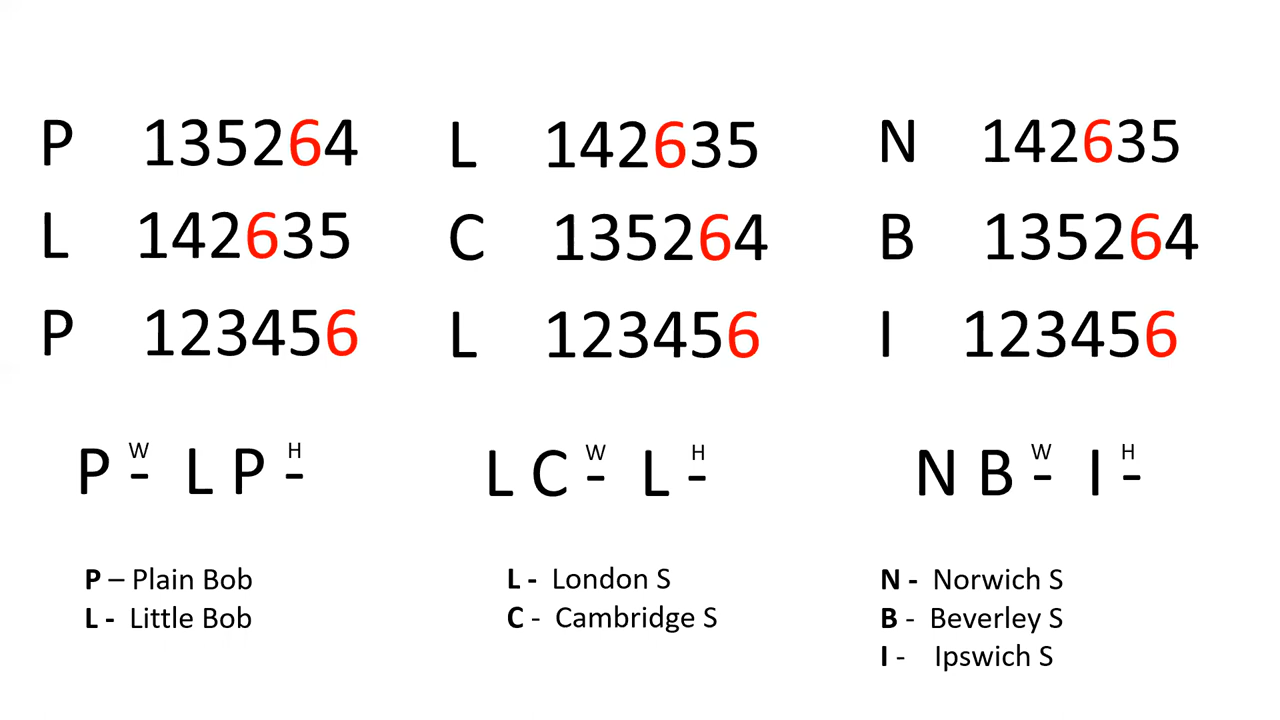 P 135264 L 142635 N 142635
L 142635 C 135264 B 135264
P 123456 L 123456 I 123456
W H W H W H
P - L P - L C - L - N B - I -
P – Plain Bob L - London S N - Norwich S
L - Little Bob C - Cambridge S B - Beverley S
I - Ipswich S